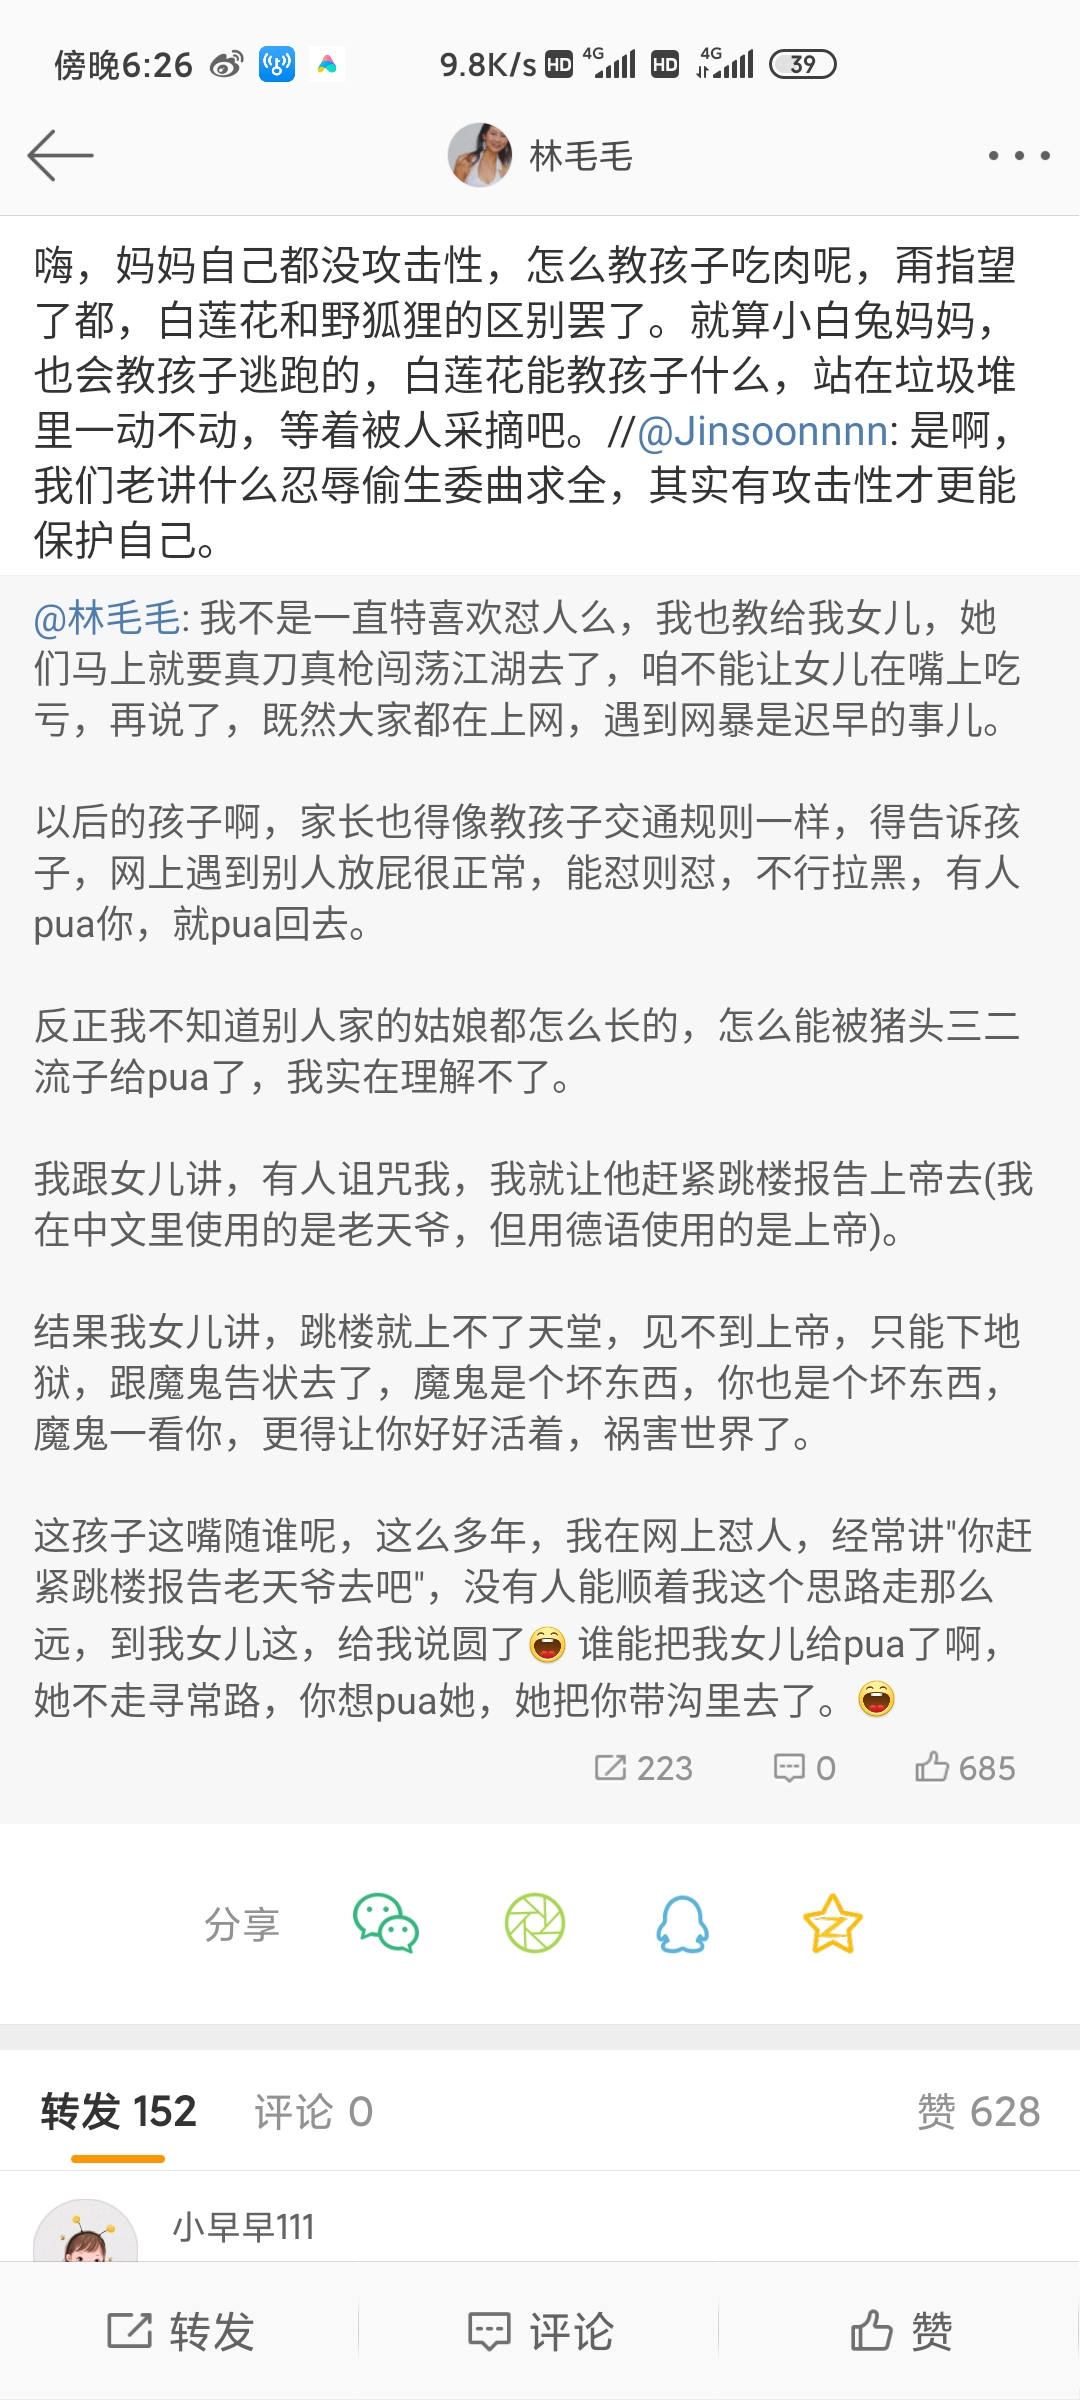 傍晚6:26
9.8K/s HD 4G HD 4G 39
林毛毛
嗨，妈妈自己都没攻击性，怎么教孩子吃肉呢，甭指望
了都，白莲花和野狐狸的区别罢了。就算小白兔妈妈，
也会教孩子逃跑的，白莲花能教孩子什么，站在垃圾堆
里一动不动，等着被人采摘吧。//@Jinsoonnnn: 是啊，
我们老讲什么忍辱偷生委曲求全，其实有攻击性才更能
保护自己。
@林毛毛: 我不是一直特喜欢怼人么，我也教给我女儿，她
们马上就要真刀真枪闯荡江湖去了，咱不能让女儿在嘴上吃
亏，再说了，既然大家都在上网，遇到网暴是迟早的事儿。
以后的孩子啊，家长也得像教孩子交通规则一样，得告诉孩
子，网上遇到别人放屁很正常，能怼则怼，不行拉黑，有人
pua你，就pua回去。
反正我不知道别人家的姑娘都怎么长的，怎么能被猪头三二
流子给pua了，我实在理解不了。
我跟女儿讲，有人诅咒我，我就让他赶紧跳楼报告上帝去(我
在中文里使用的是老天爷，但用德语使用的是上帝)。
结果我女儿讲，跳楼就上不了天堂，见不到上帝，只能下地
狱，跟魔鬼告状去了，魔鬼是个坏东西，你也是个坏东西，
魔鬼一看你，更得让你好好活着，祸害世界了。
这孩子这嘴随谁呢，这么多年，我在网上怼人，经常讲"你赶
紧跳楼报告老天爷去吧"，没有人能顺着我这个思路走那么
远，到我女儿这，给我说圆了 谁能把我女儿给pua了啊，
她不走寻常路，你想pua她，她把你带沟里去了。
223 0 685
分享
转发 152 评论 0 赞 628
小早早111
转发 评论 赞